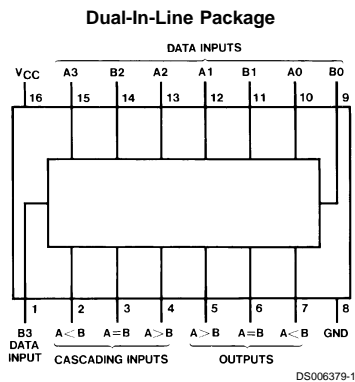 Dual-In-Line Package
DATA INPUTS
VCC A3 B2 A2 A1 B1 A0 B0
16 15 14 13 12 11 10 9
1 2 3 4 5 6 7 8
B3 A<B A=B A>B A>B A=B A<B GND
DATA
INPUT CASCADING INPUTS OUTPUTS
DS006379-1